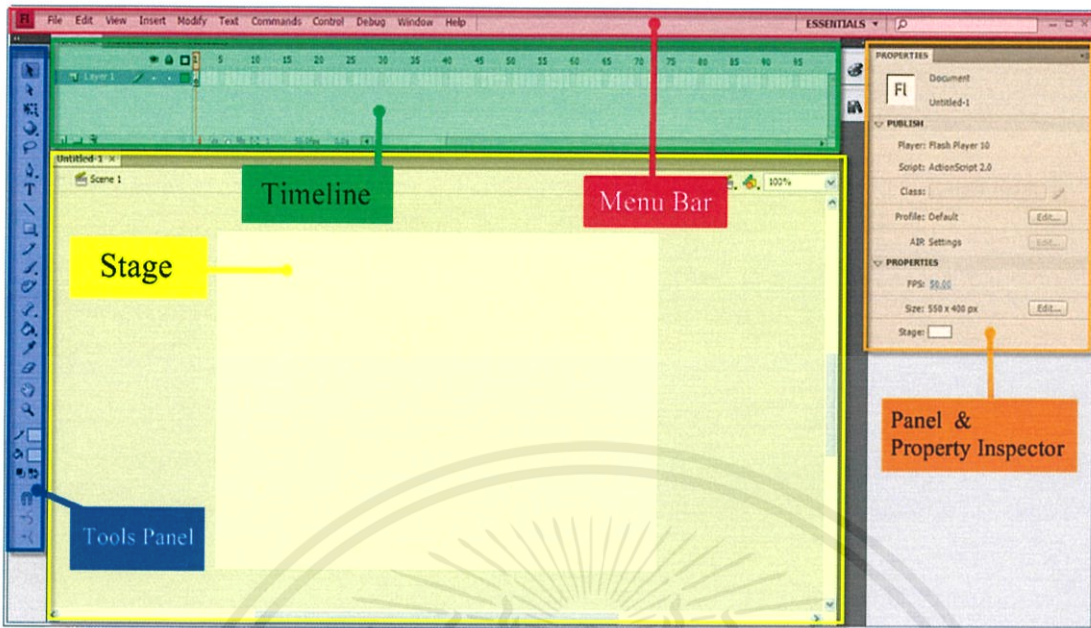 Fl File Edit View Insert Modify Text Commands Control Debug Window Help ESSENTIALS
5 10 15 20 25 30 35 40 45 50 55 60 65 70 75 80 85 90 95
Layer 1
Untitled-1 ×
Scene 1
100%
Timeline
Menu Bar
Stage
Tools Panel
PROPERTIES
Fl
Document
Untitled-1
PUBLISH
Player: Flash Player 10
Script: ActionScript 2.0
Class:
Profile: Default Edit...
AIR Settings Edit...
PROPERTIES
FPS: 50.00
Size: 550 x 400 px Edit...
Stage:
Panel &
Property Inspector
T